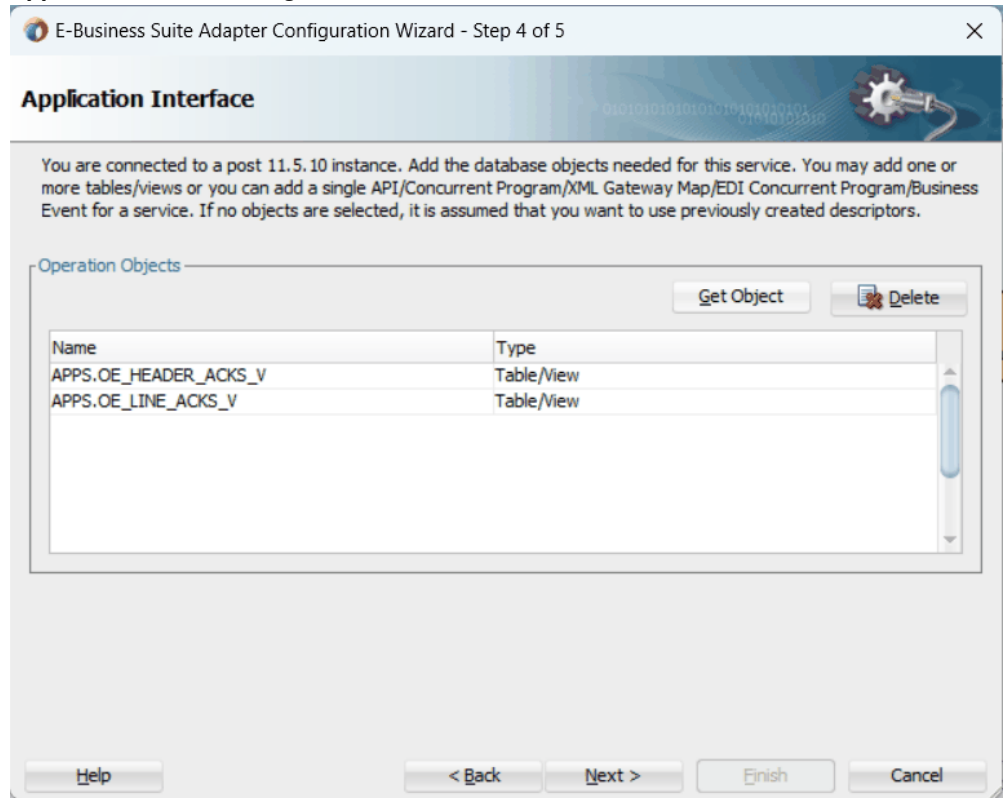 E-Business Suite Adapter Configuration Wizard - Step 4 of 5
Application Interface
You are connected to a post 11.5.10 instance. Add the database objects needed for this service. You may add one or
more tables/views or you can add a single API/Concurrent Program/XML Gateway Map/EDI Concurrent Program/Business
Event for a service. If no objects are selected, it is assumed that you want to use previously created descriptors.
Operation Objects
Get Object Delete
Name Type
APPS.OE_HEADER_ACKS_V Table/View
APPS.OE_LINE_ACKS_V Table/View
Help < Back Next > Finish Cancel